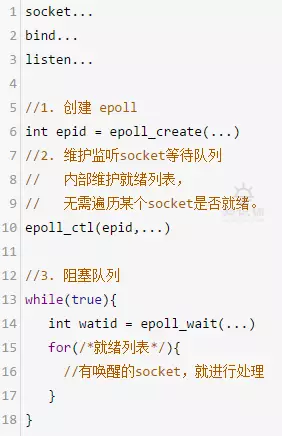 1 socket...
2 bind...
3 listen...
4
5 //1. 创建 epoll
6 int epid = epoll_create(...)
7 //2. 维护监听socket等待队列
8 //   内部维护就绪列表，
9 //   无需遍历某个socket是否就绪。
10 epoll_ctl(epid,...)
11
12 //3. 阻塞队列
13 while(true){
14    int watid = epoll_wait(...)
15    for(/*就绪列表*/){
16      //有唤醒的socket，就进行处理
17    }
18 }